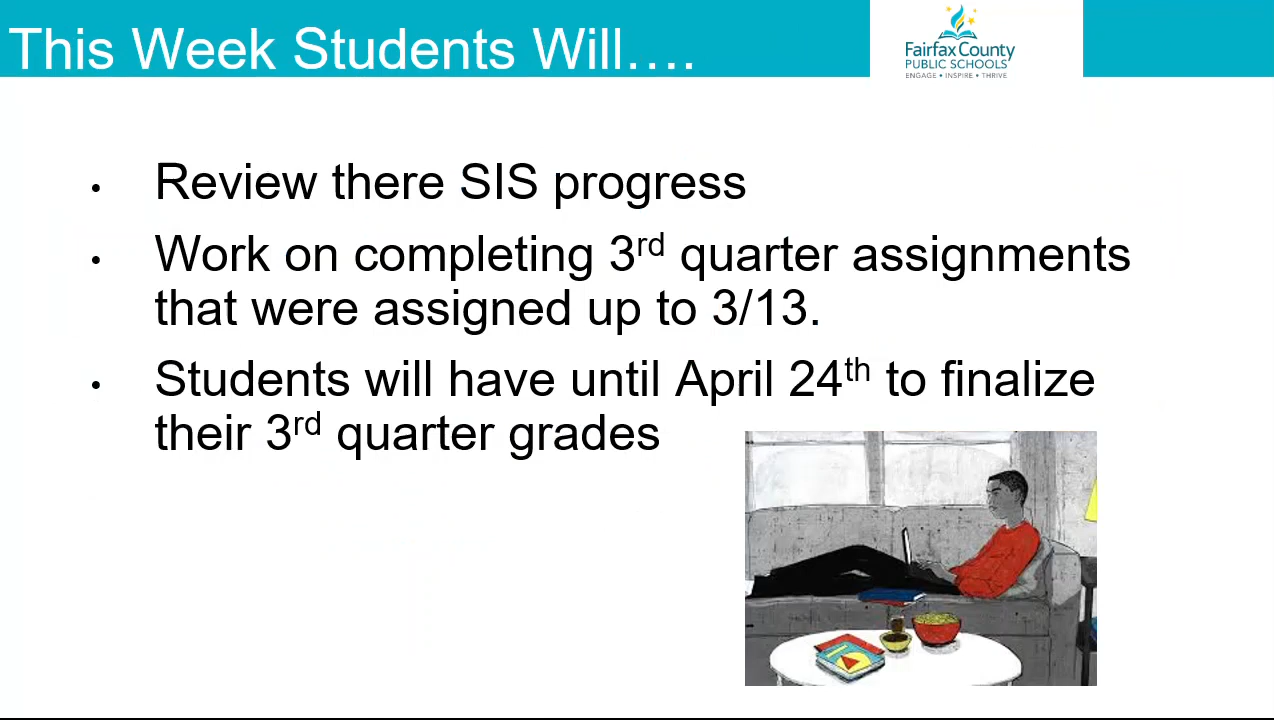 This Week Students Will….
Fairfax County
PUBLIC SCHOOLS
ENGAGE • INSPIRE • THRIVE
• Review there SIS progress
• Work on completing 3rd quarter assignments
that were assigned up to 3/13.
• Students will have until April 24th to finalize
their 3rd quarter grades